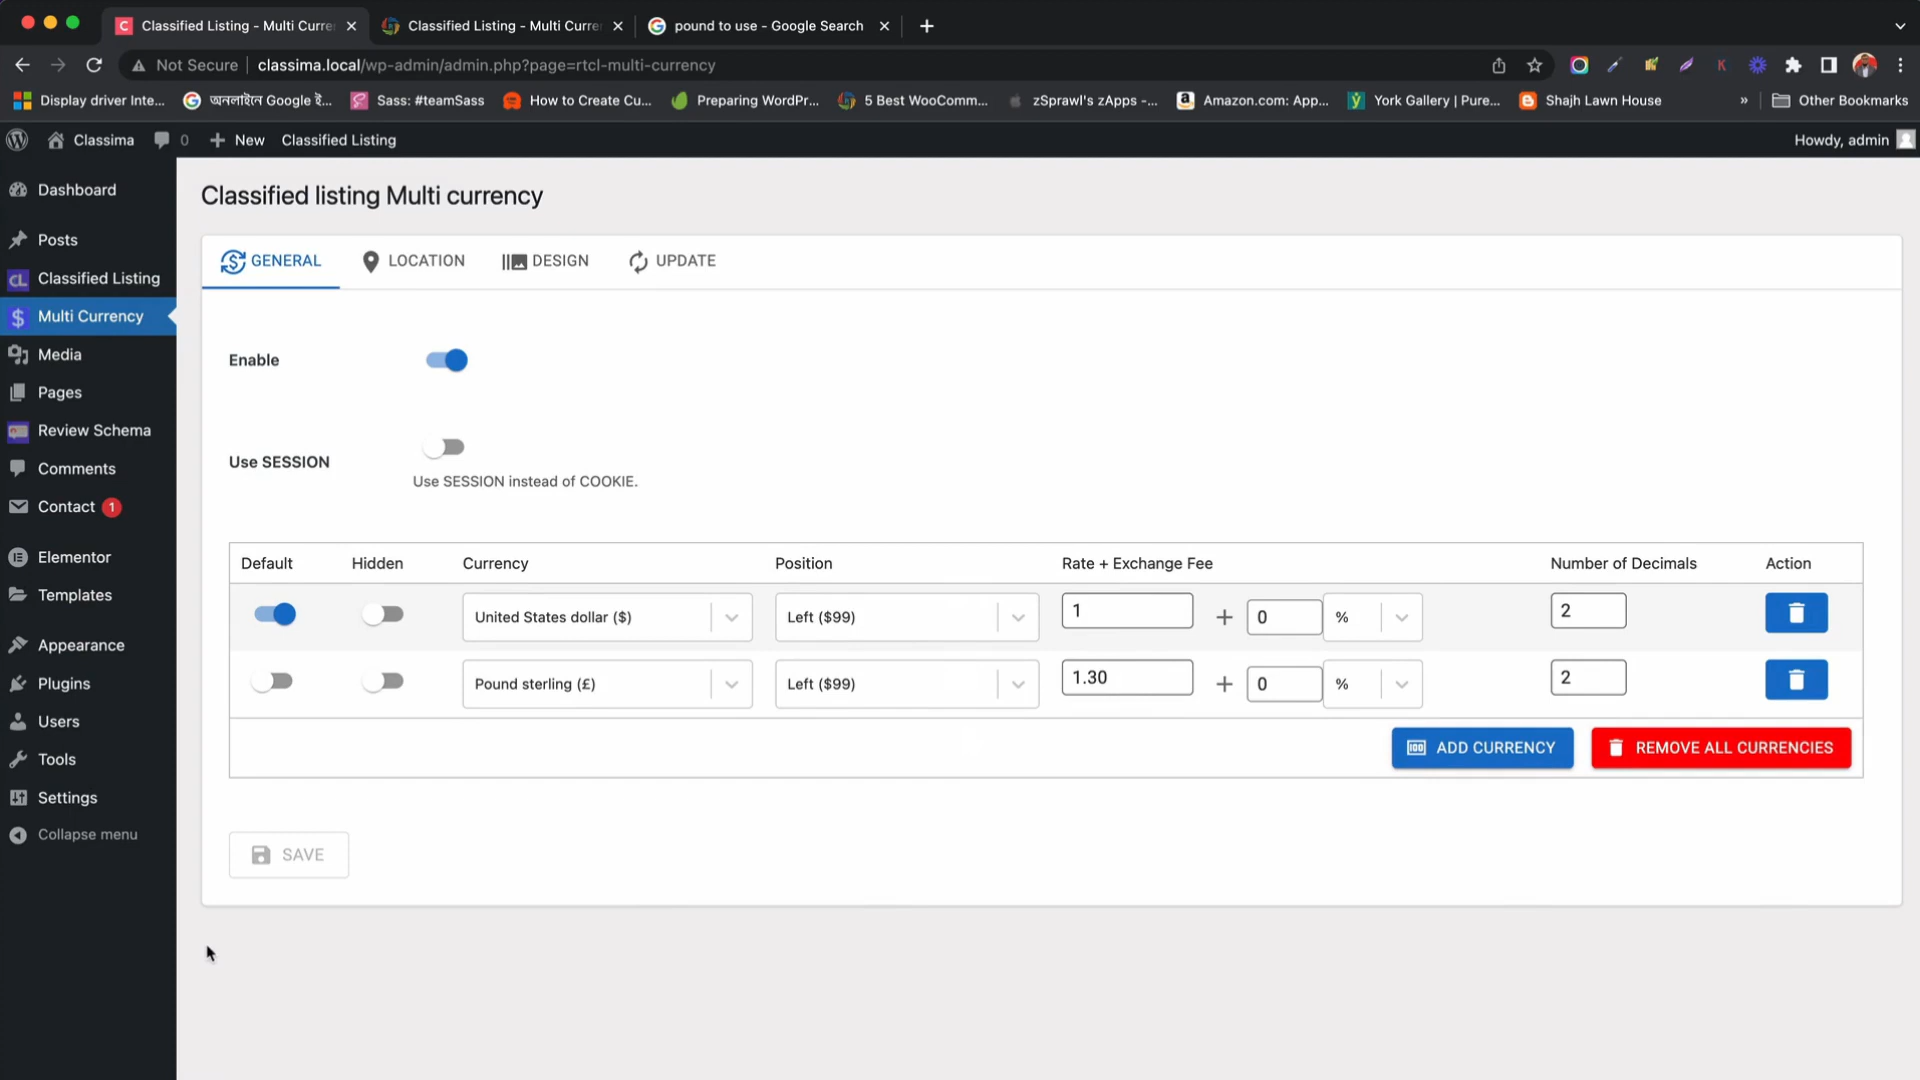 Classified Listing - Multi Curre
Classified Listing - Multi Curre
pound to use - Google Search
Not Secure
classima.local/wp-admin/admin.php?page=rtcl-multi-currency
Display driver Inte...
অনলাইনে Google ই...
Sass: #teamSass
How to Create Cu...
Preparing WordPr...
5 Best WooComm...
zSprawl's zApps -...
Amazon.com: App...
York Gallery | Pure...
Shajh Lawn House
»
Other Bookmarks
Classima
0
New
Classified Listing
Howdy, admin
Dashboard
Posts
Classified Listing
Multi Currency
Media
Pages
Review Schema
Comments
Contact 1
Elementor
Templates
Appearance
Plugins
Users
Tools
Settings
Collapse menu
Classified listing Multi currency
GENERAL
LOCATION
DESIGN
UPDATE
Enable
Use SESSION
Use SESSION instead of COOKIE.
Default Hidden Currency Position Rate + Exchange Fee Number of Decimals Action
United States dollar ($) Left ($99) 1 + 0 % 2
Pound sterling (£) Left ($99) 1.30 + 0 % 2
ADD CURRENCY
REMOVE ALL CURRENCIES
SAVE